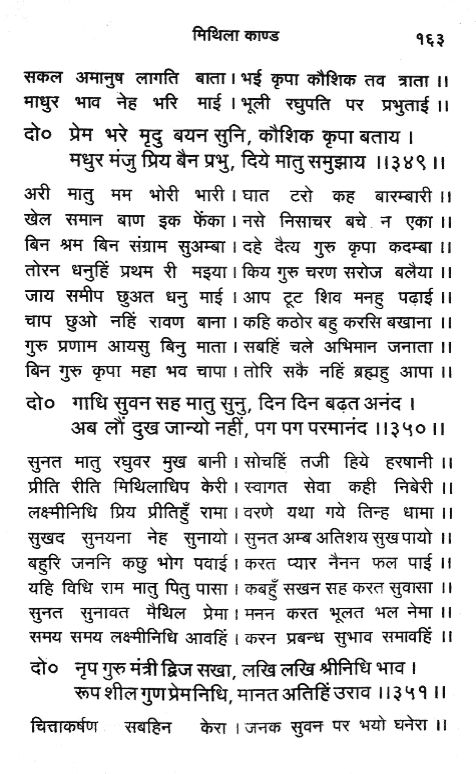 मिथिला काण्ड १६३
सकल अमानुष लागति बाता । भई कृपा कौशिक तव त्राता ।।
माधुर भाव नेह भरि माई । भूली रघुपति पर प्रभुताई ।।
दो० प्रेम भरे मृदु बयन सुनि, कौशिक कृपा बताय ।
मधुर मंजु प्रिय बैन प्रभु, दिये मातु समुझाय ।।३४९ ।।
अरी मातु मम भोरी भारी । घात टरो कह बारम्बारी ।।
खेल समान बाण इक फेंका । नसे निसाचर बचे न एका ।।
बिन श्रम बिन संग्राम सुअम्बा । दहे दैत्य गुरु कृपा कदम्बा ।।
तोरन धनुहिं प्रथम री मइया । किय गुरु चरण सरोज बलैया ।।
जाय समीप छुअत धनु माई । आप टूट शिव मनहु पढ़ाई ।।
चाप छुओ नहिं रावण बाना । कहि कठोर बहु करसि बखाना ।।
गुरु प्रणाम आयसु बिनु माता । सबहिं चले अभिमान जनाता ।।
बिन गुरु कृपा महा भव चापा । तोरि सकै नहिं ब्रह्महु आपा ।।
दो० गाधि सुवन सह मातु सुनु, दिन दिन बढ़त अनंद ।
अब लौं दुख जान्यो नहीं, पग पग परमानंद ।।३५० ।।
सुनत मातु रघुवर मुख बानी । सोचहिं तजी हिये हरषानी ।।
प्रीति रीति मिथिलाधिप केरी । स्वागत सेवा कही निबेरी ।।
लक्ष्मीनिधि प्रिय प्रीतिहुँ रामा । वरणे यथा गये तिन्ह धामा ।।
सुखद सुनयना नेह सुनायो । सुनत अम्ब अतिशय सुख पायो ।।
बहुरि जननि कछु भोग पवाई । करत प्यार नैनन फल पाई ।।
यहि विधि राम मातु पितु पासा । कबहुँ सखन सह करत सुवासा ।।
सुनत सुनावत मैथिल प्रेमा । मनन करत भूलत भल नेमा ।।
समय समय लक्ष्मीनिधि आवहिं । करन प्रबन्ध सुभाव समावहिं ।।
दो० नृप गुरु मंत्री द्विज सखा, लखि लखि श्रीनिधि भाव ।
रूप शील गुण प्रेमनिधि, मानत अतिहिं उराव ।।३५१ ।।
चित्ताकर्षण सबहिन केरा । जनक सुवन पर भयो घनेरा ।।